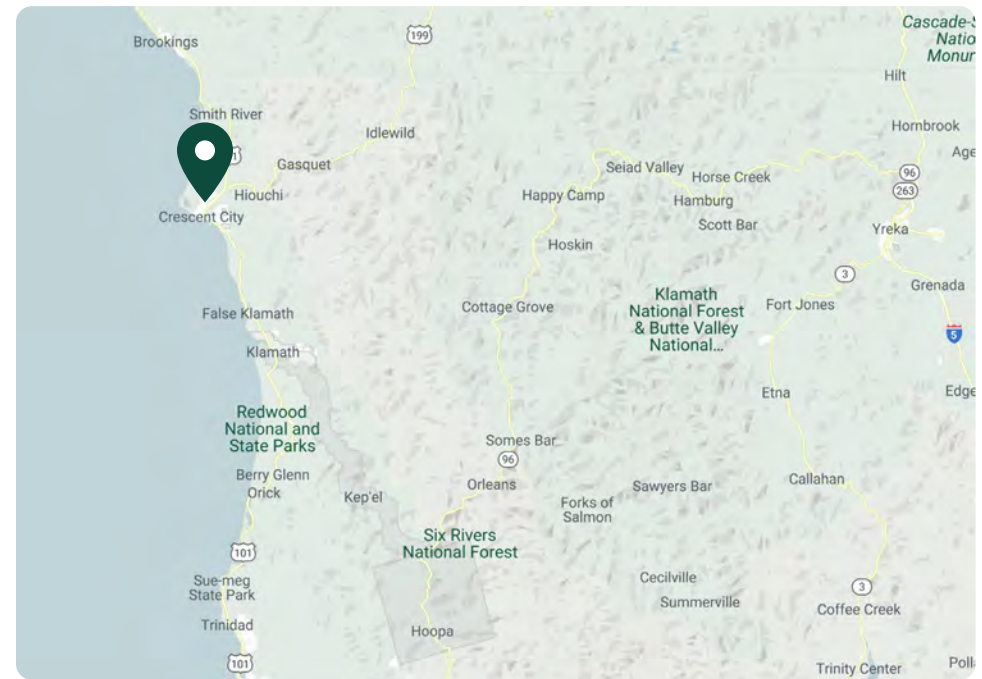 Cascade-S
Natio
Monur
Brookings
199
Hilt
Smith River
Hornbrook
Idlewild
1
Age
Gasquet
Seiad Valley
Horse Creek
96
263
Hiouchi
Happy Camp
Hamburg
Crescent City
Scott Bar
Yreka
Hoskin
3
Grenada
Klamath
National Forest
& Butte Valley
National...
Cottage Grove
Fort Jones
False Klamath
5
Klamath
Etna
Edge
Redwood
National and
State Parks
Somes Bar
96
Berry Glenn
Orick
Orleans
Sawyers Bar
Callahan
Kep'el
Forks of
Salmon
Six Rivers
National Forest
101
Sue-meg
State Park
Cecilville
3
Summerville
Coffee Creek
Trinidad
Hoopa
101
Trinity Center
Poll